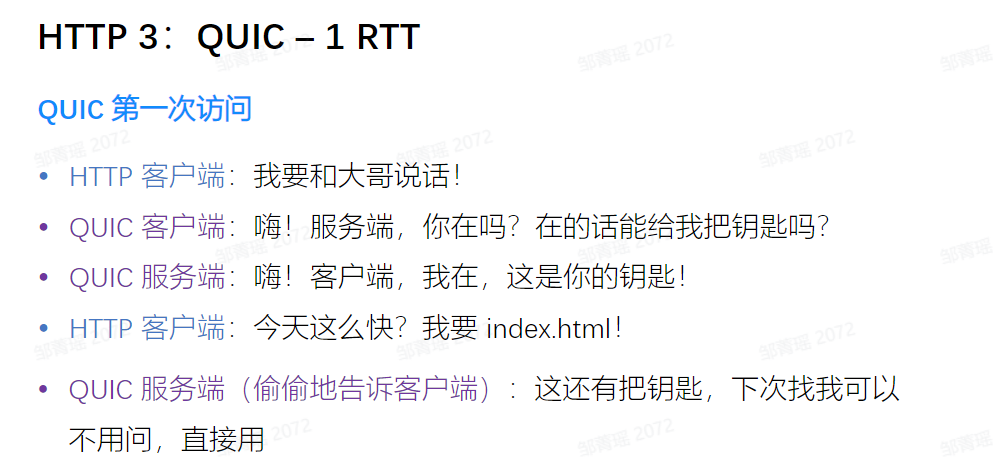 HTTP 3：QUIC – 1 RTT
QUIC 第一次访问
• HTTP 客户端：我要和大哥说话！
• QUIC 客户端：嗨！服务端，你在吗？在的话能给我把钥匙吗？
• QUIC 服务端：嗨！客户端，我在，这是你的钥匙！
• HTTP 客户端：今天这么快？我要 index.html！
• QUIC 服务端（偷偷地告诉客户端）：这还有把钥匙，下次找我可以
不用问，直接用
邹菁瑶 2072